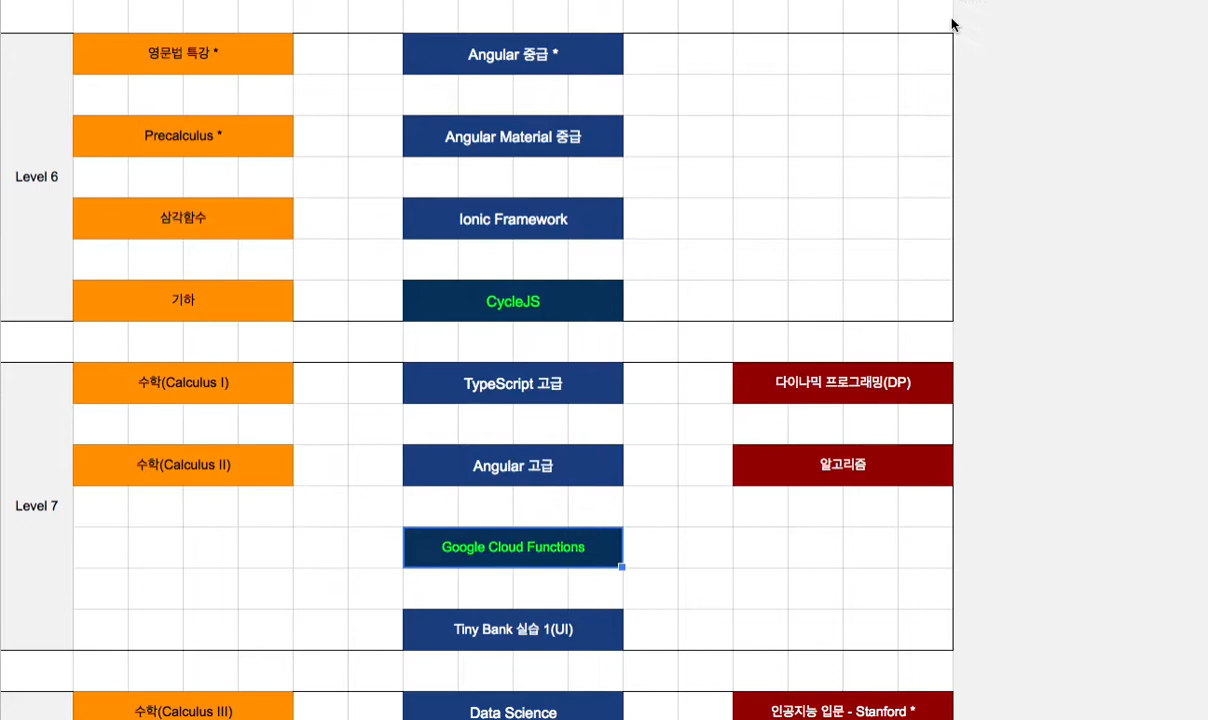 영문법 특강 *
Angular 중급 *
Precalculus *
Angular Material 중급
Level 6
삼각함수
Ionic Framework
기하
CycleJS
수학(Calculus I)
TypeScript 고급
다이나믹 프로그래밍(DP)
수학(Calculus II)
Angular 고급
알고리즘
Level 7
Google Cloud Functions
Tiny Bank 실습 1(UI)
수학(Calculus III)
Data Science
인공지능 입문 - Stanford *